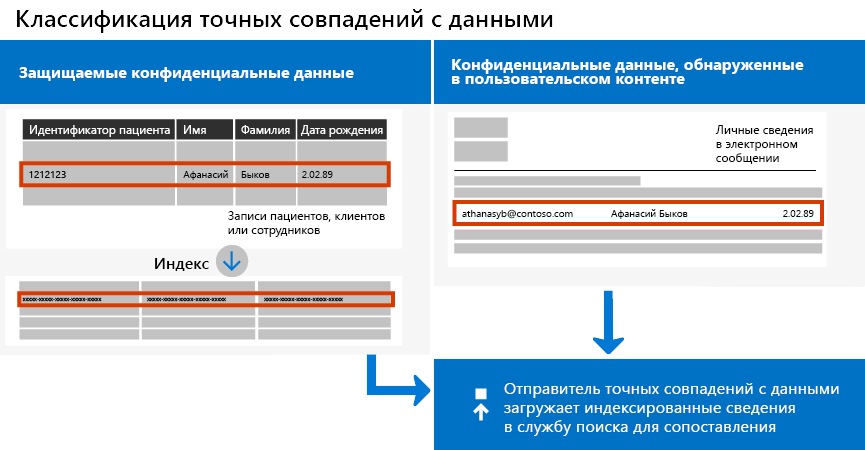 Классификация точных совпадений с данными
Защищаемые конфиденциальные данные
Идентификатор пациента Имя Фамилия Дата рождения
1212123 Афанасий Быков 2.02.89
Записи пациентов, клиентов
или сотрудников
Индекс
xxxxx-xxxxx-xxxxx-xxxxx-xxxxx xxxxx-xxxxx-xxxxx-xxxxx-xxxxx xxxxx-xxxxx-xxxxx-xxxxx-xxxxx
Конфиденциальные данные, обнаруженные
в пользовательском контенте
Личные сведения
в электронном
сообщении
athanasyb@contoso.com Афанасий Быков 2.02.89
Отправитель точных совпадений с данными
загружает индексированные сведения
в службу поиска для сопоставления